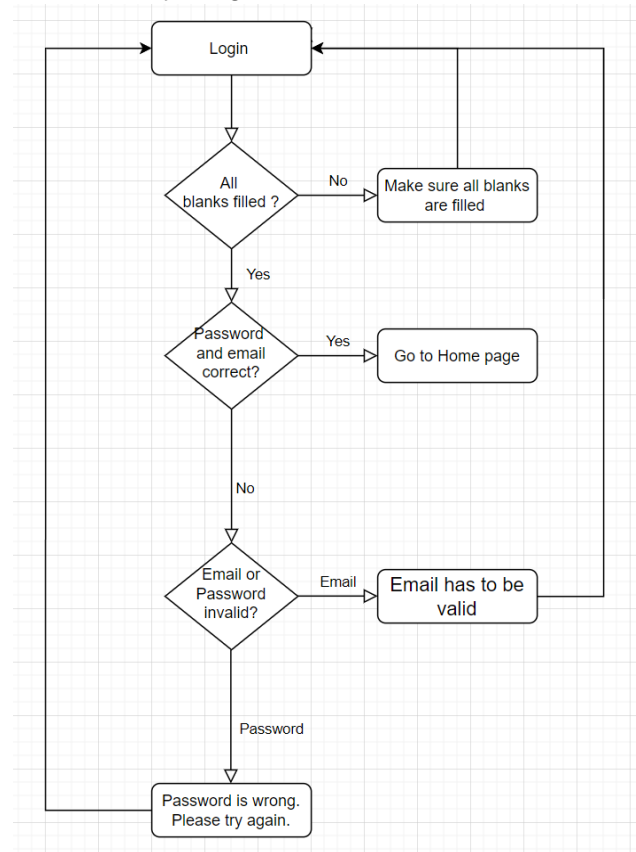 Login
All
blanks filled ?
No
Make sure all blanks
are filled
Yes
Password
and email
correct?
Yes
Go to Home page
No
Email or
Password
invalid?
Email
Email has to be
valid
Password
Password is wrong.
Please try again.